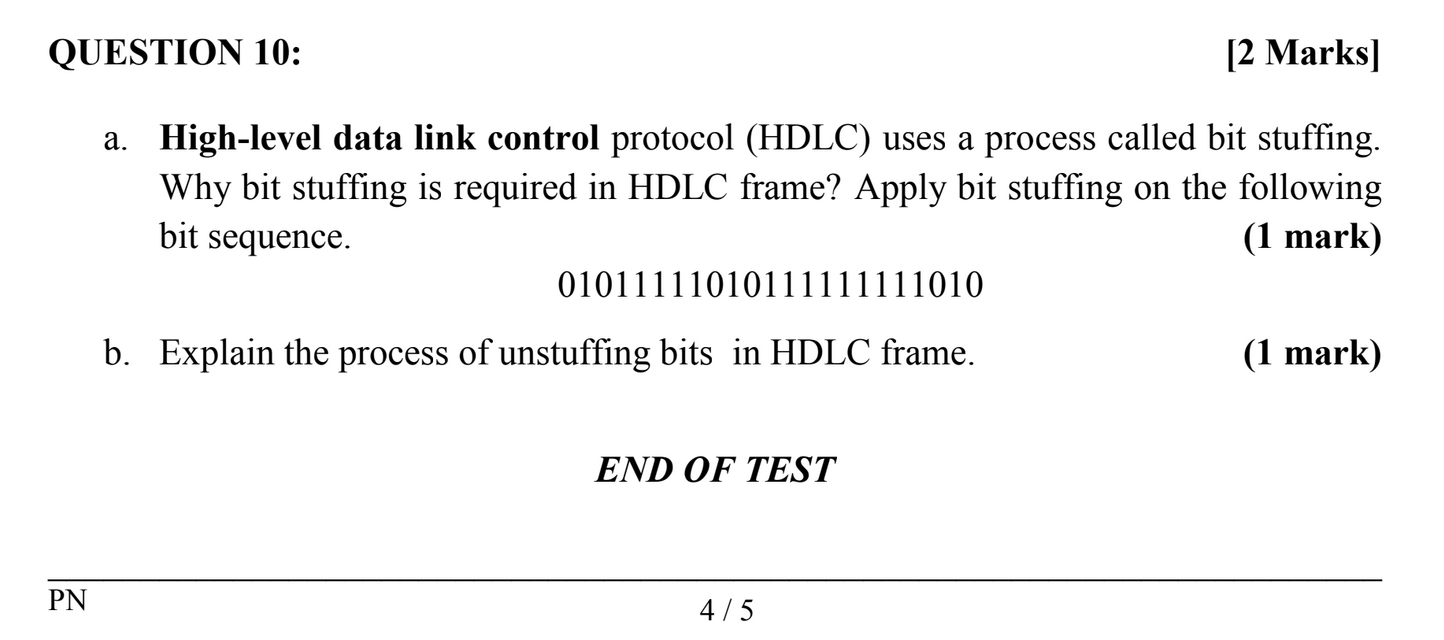 QUESTION 10: [2 Marks]
a. High-level data link control protocol (HDLC) uses a process called bit stuffing.
Why bit stuffing is required in HDLC frame? Apply bit stuffing on the following
bit sequence. (1 mark)
01011111010111111111010
b. Explain the process of unstuffing bits in HDLC frame. (1 mark)
END OF TEST
PN
4 / 5